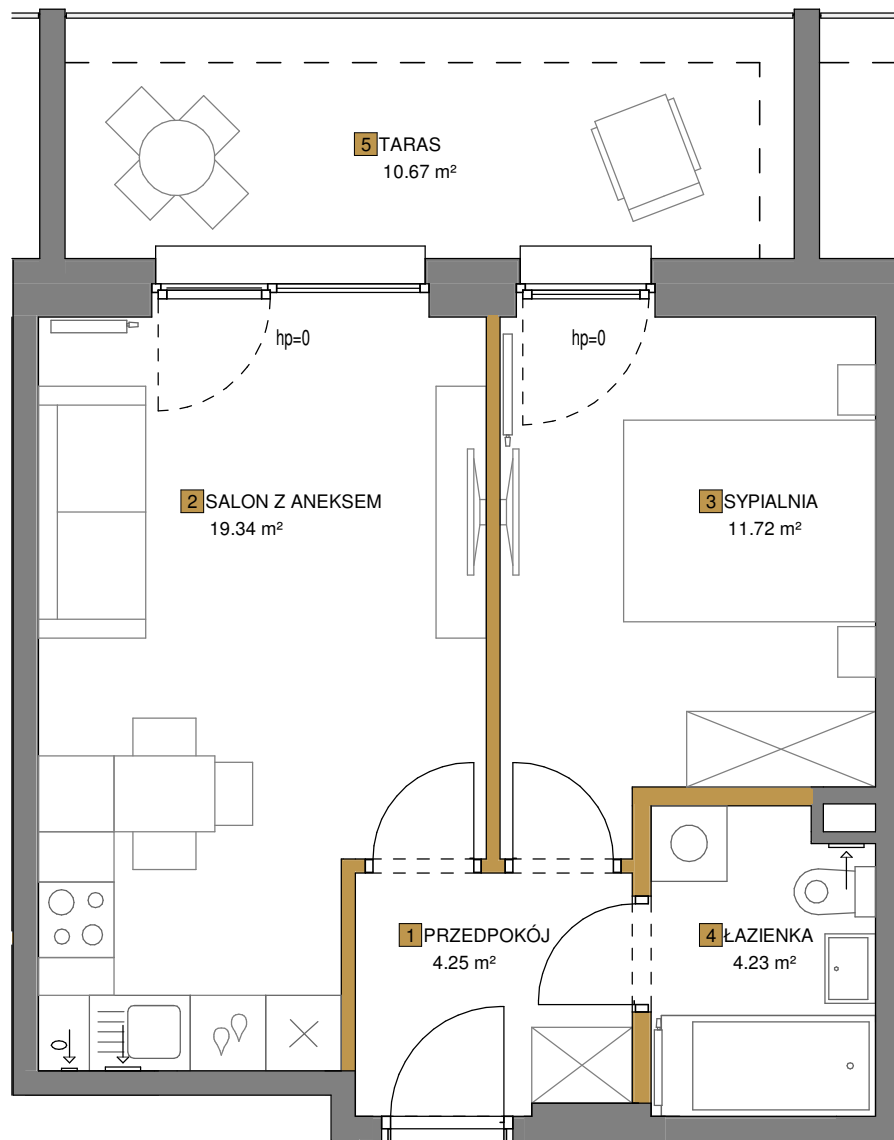 5 TARAS
10.67 m²
hp=0
hp=0
2 SALON Z ANEKSEM
19.34 m²
3 SYPIALNIA
11.72 m²
1 PRZEDPOKÓJ
4.25 m²
4 ŁAZIENKA
4.23 m²